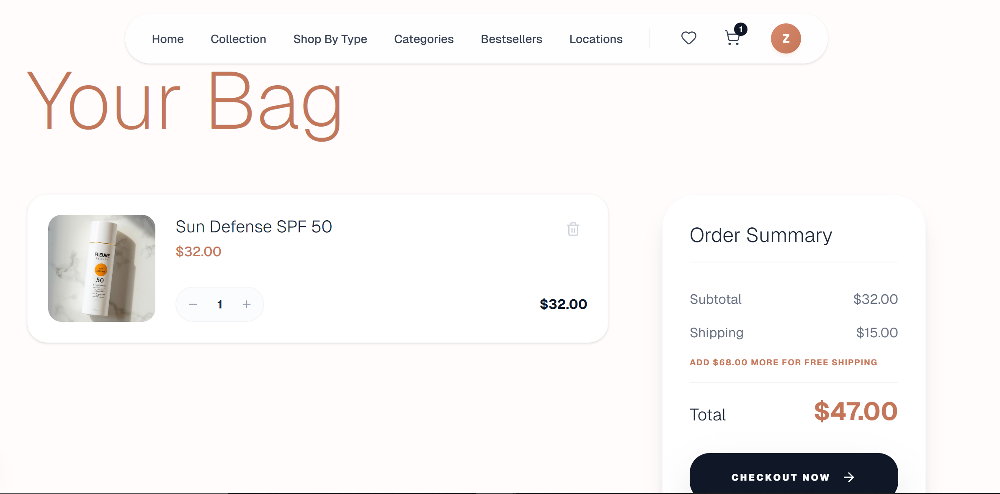 Home Collection Shop By Type Categories Bestsellers Locations 1 Z
Your Bag
Sun Defense SPF 50
$32.00
FLEURE
BEAUTY
SUN
DEFENSE
50
SUNSCREEN
1
$32.00
Order Summary
Subtotal $32.00
Shipping $15.00
ADD $68.00 MORE FOR FREE SHIPPING
Total $47.00
CHECKOUT NOW